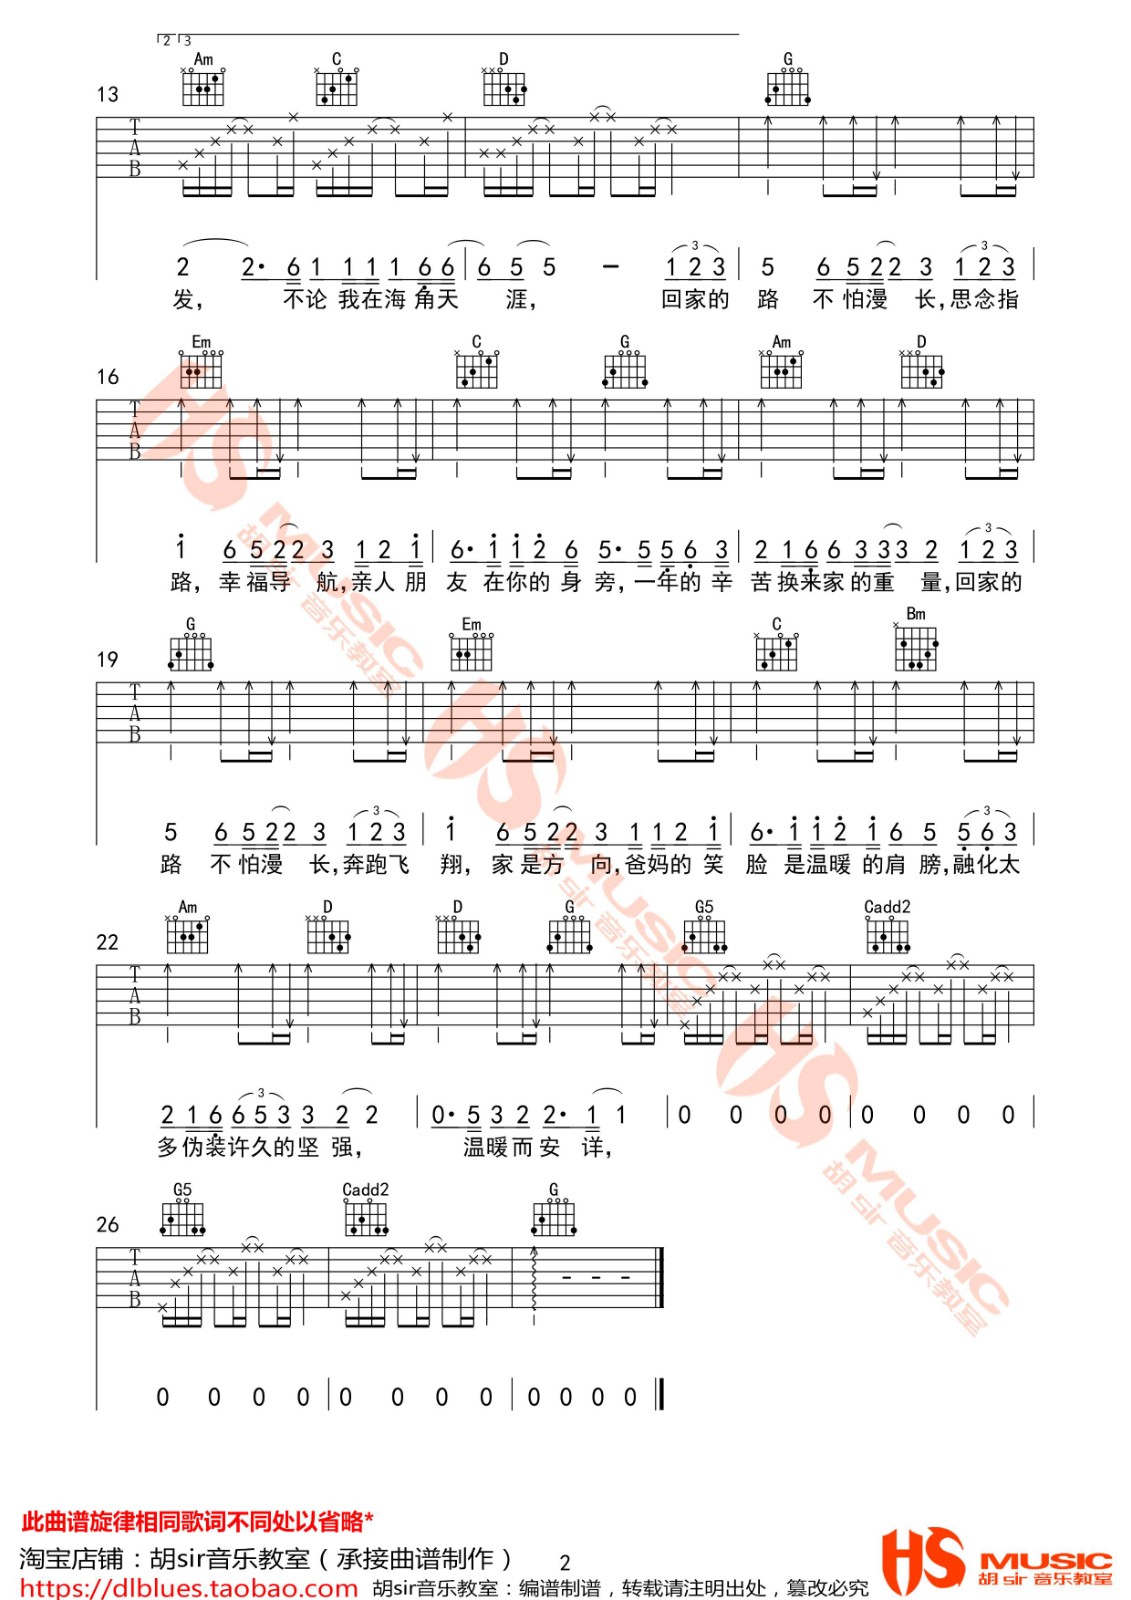 2 3
Am C D G
13
T
A
B
2 2· 6 1 1 1 1 6 6 6 5 5 － 1 2 3 5 6 5 2 2 3 1 2 3
发， 不论 我在海 角天 涯， 回家的 路 不 怕漫 长,思念指
Em C G Am D
16
T
A
B
1 6 5 2 2 3 1 2 1 6· 1 1 2 6 5· 5 5 6 3 2 1 6 6 3 3 3 2 1 2 3
路，幸福导 航,亲人朋 友 在你的 身 旁,一年的 辛 苦换来家的重 量,回家的
G Em C Bm
19
T
A
B
5 6 5 2 2 3 1 2 3 1 6 5 2 2 3 1 1 2 1 6· 1 1 2 1 6 5 5 6 3
路 不 怕漫 长,奔跑飞 翔，家是方 向,爸妈的 笑 脸 是温暖 的肩 膀,融化太
Am D D G G5 Cadd2
22
T
A
B
2 1 6 6 5 3 3 2 2 0· 5 3 2 2· 1 1 0 0 0 0 0 0 0 0
多伪装许久的坚 强， 温暖而安 详，
G5 Cadd2 G
26
T
A
B
0 0 0 0 0 0 0 0 0 0 0 0
此曲谱旋律相同歌词不同处以省略*
淘宝店铺：胡sir音乐教室（承接曲谱制作） 2
https://dlblues.taobao.com 胡sir音乐教室：编谱制谱，转载请注明出处，篡改必究
HS MUSIC
胡 sir 音乐教室